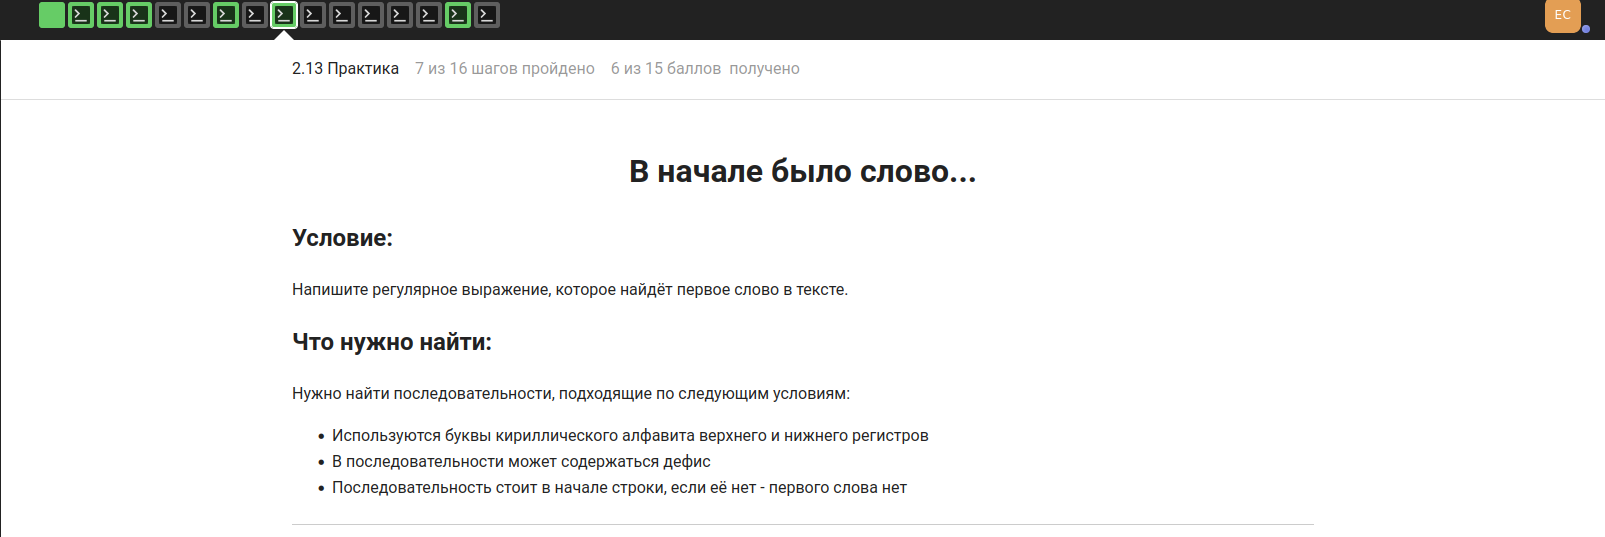 ЕС
2.13 Практика 7 из 16 шагов пройдено 6 из 15 баллов получено
В начале было слово...
Условие:
Напишите регулярное выражение, которое найдёт первое слово в тексте.
Что нужно найти:
Нужно найти последовательности, подходящие по следующим условиям:
• Используются буквы кириллического алфавита верхнего и нижнего регистров
• В последовательности может содержаться дефис
• Последовательность стоит в начале строки, если её нет - первого слова нет